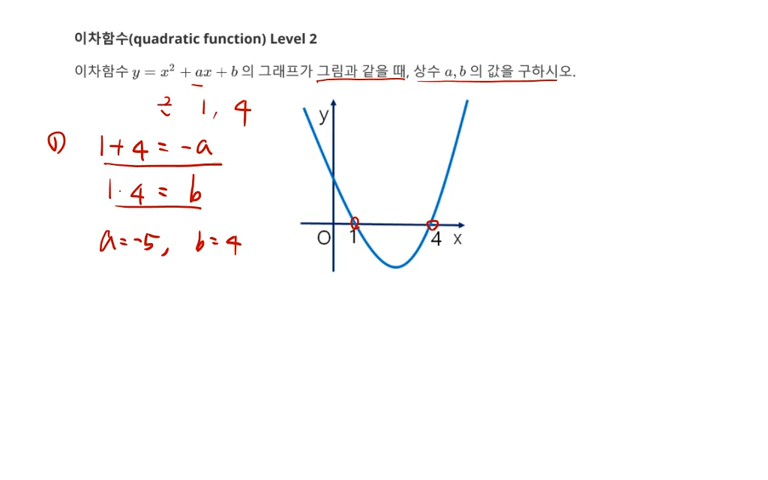 이차함수(quadratic function) Level 2
이차함수 y = x² + ax + b 의 그래프가 그림과 같을 때, 상수 a, b 의 값을 구하시오.
근 1, 4
① 1 + 4 = -a
1 · 4 = b
a = -5, b = 4
y
O 1 4 x